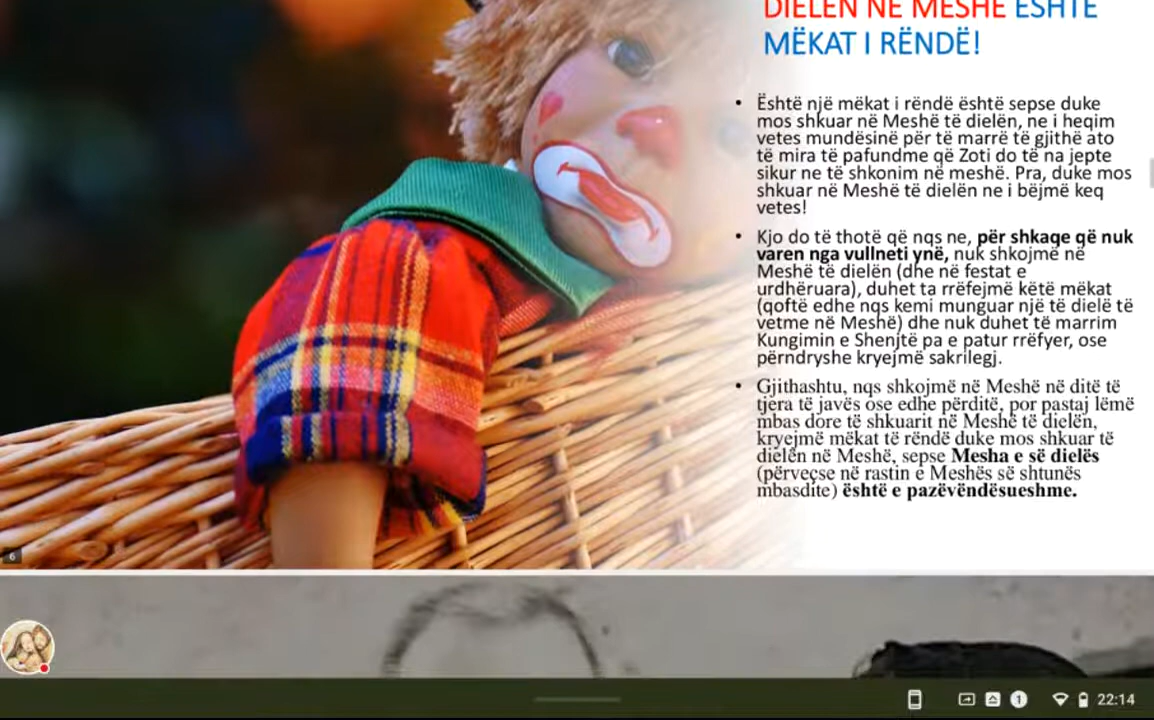 DIELËN NË MESHË ËSHTË
MËKAT I RËNDË!
• Është një mëkat i rëndë është sepse duke
mos shkuar në Meshë të dielën, ne i heqim
vetes mundësinë për të marrë të gjithë ato
të mira të pafundme që Zoti do të na jepte
sikur ne të shkonim në meshë. Pra, duke mos
shkuar në Meshë të dielën ne i bëjmë keq
vetes!
• Kjo do të thotë që nqs ne, për shkaqe që nuk
varen nga vullneti ynë, nuk shkojmë në
Meshë të dielën (dhe në festat e
urdhëruara), duhet ta rrëfejmë këtë mëkat
(qoftë edhe nqs kemi munguar një të dielë të
vetme në Meshë) dhe nuk duhet të marrim
Kungimin e Shenjtë pa e patur rrëfyer, ose
përndryshe kryejmë sakrilegj.
• Gjithashtu, nqs shkojmë në Meshë në ditë të
tjera të javës ose edhe përditë, por pastaj lëmë
mbas dore të shkuarit në Meshë të dielën,
kryejmë mëkat të rëndë duke mos shkuar të
dielën në Meshë, sepse Mesha e së dielës
(përveçse në rastin e Meshës së shtunës
mbasdite) është e pazëvëndësueshme.
6
1
22:14